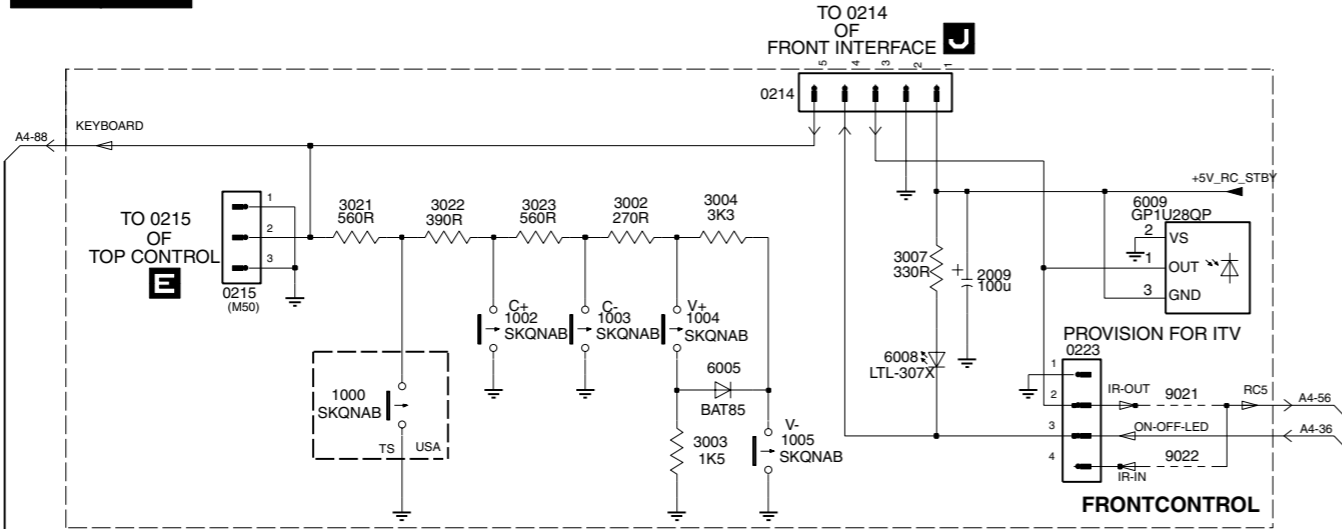 TO 0214
OF
FRONT INTERFACE J
5 4 3 2 1
0214
A4-88
KEYBOARD
+5V_RC_STBY
6009
GP1U28QP
2 VS
1 OUT
3 GND
TO 0215
OF
TOP CONTROL
E
1
2
3
0215
(M50)
3021
560R
3022
390R
3023
560R
3002
270R
3004
3K3
3007
330R
+
2009
100u
C+
1002
SKQNAB
C-
1003
SKQNAB
V+
1004
SKQNAB
6008
LTL-307X
PROVISION FOR ITV
0223
1
2
3
4
IR-OUT
9021
RC5
A4-56
ON-OFF-LED
A4-36
9022
IR-IN
1000
SKQNAB
TS USA
6005
BAT85
3003
1K5
V-
1005
SKQNAB
FRONTCONTROL